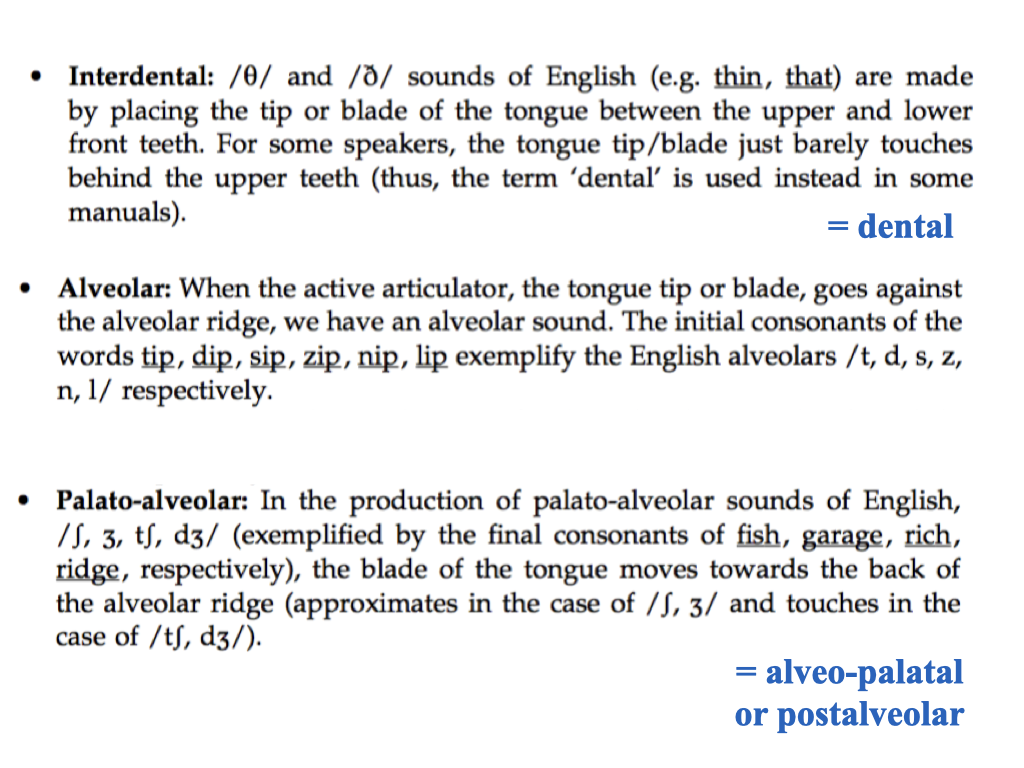 • Interdental: /θ/ and /ð/ sounds of English (e.g. thin, that) are made
by placing the tip or blade of the tongue between the upper and lower
front teeth. For some speakers, the tongue tip/blade just barely touches
behind the upper teeth (thus, the term ‘dental’ is used instead in some
manuals).
= dental
• Alveolar: When the active articulator, the tongue tip or blade, goes against
the alveolar ridge, we have an alveolar sound. The initial consonants of the
words tip, dip, sip, zip, nip, lip exemplify the English alveolars /t, d, s, z,
n, l/ respectively.
• Palato-alveolar: In the production of palato-alveolar sounds of English,
/ʃ, ʒ, tʃ, dʒ/ (exemplified by the final consonants of fish, garage, rich,
ridge, respectively), the blade of the tongue moves towards the back of
the alveolar ridge (approximates in the case of /ʃ, ʒ/ and touches in the
case of /tʃ, dʒ/).
= alveo-palatal
or postalveolar